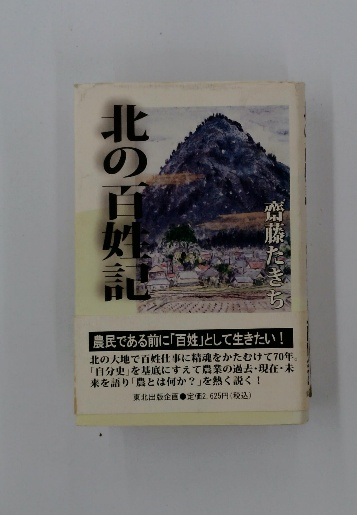 北の百姓記
齋藤たきち
農民である前に「百姓」として生きたい！
北の大地で百姓仕事に精魂をかたむけて70年。
「自分史」を基底にすえて農業の過去・現在・未
来を語り「農とは何か？」を熱く説く！
東北出版企画●定価2,625円（税込）